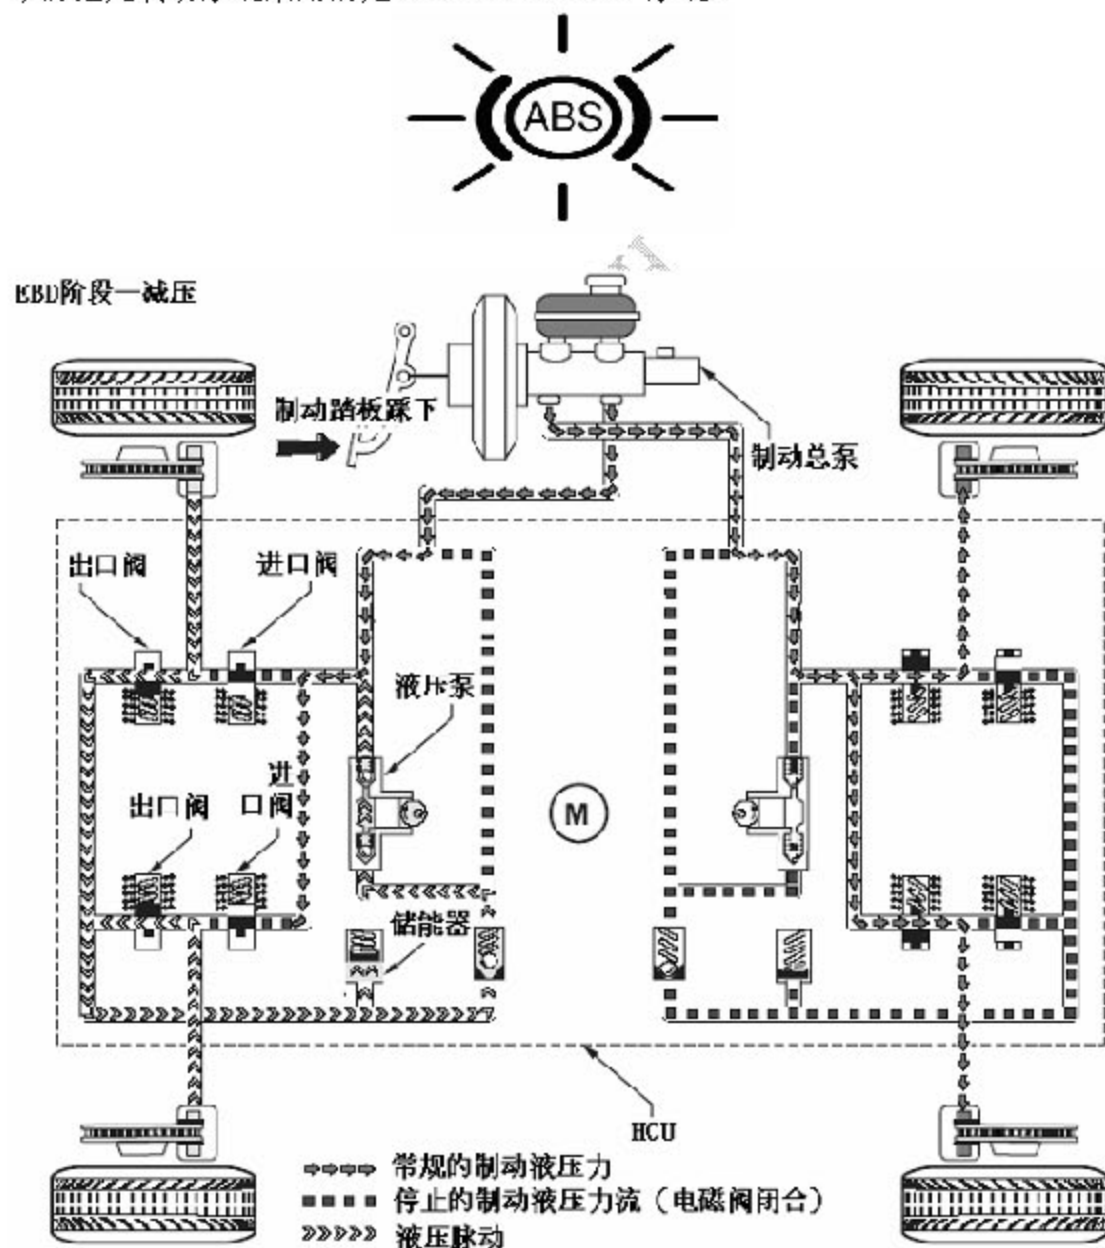 ABS
EBD阶段一减压
制动踏板踩下
制动总泵
出口阀
进口阀
液压泵
M
出口阀
进
口阀
储能器
HCU
常规的制动液压力
停止的制动液压力流（电磁阀闭合）
液压脉动